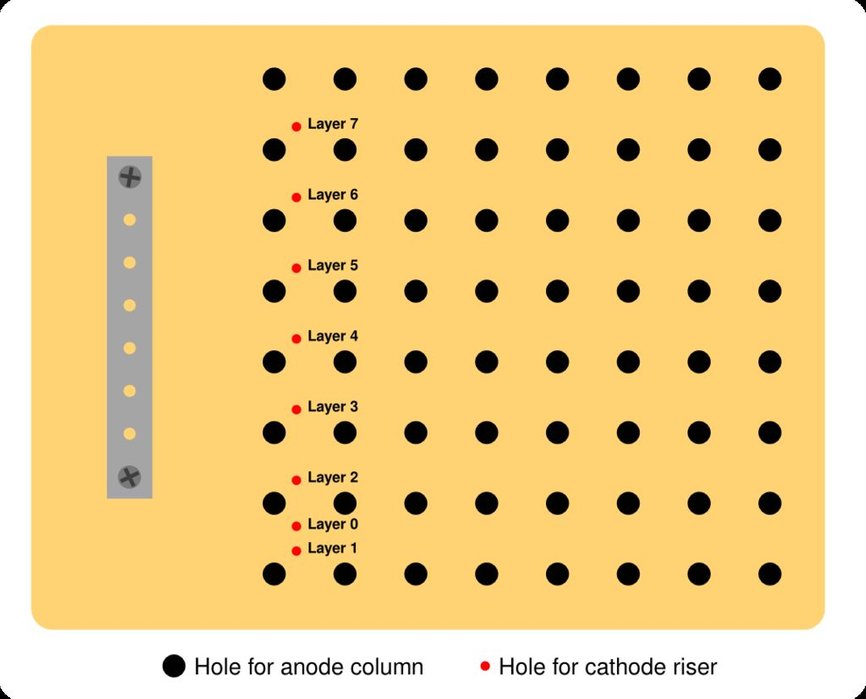 Layer 7
Layer 6
Layer 5
Layer 4
Layer 3
Layer 2
Layer 0
Layer 1
Hole for anode column
Hole for cathode riser